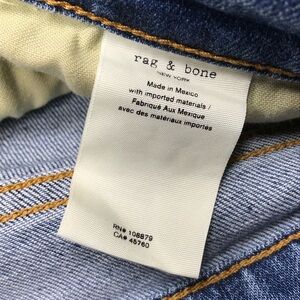 rag & bone
NEW YORK
Made in Mexico
with imported materials /
Fabriqué Aux Mexique
avec des matériaux importés
RN# 108879
CA# 45760